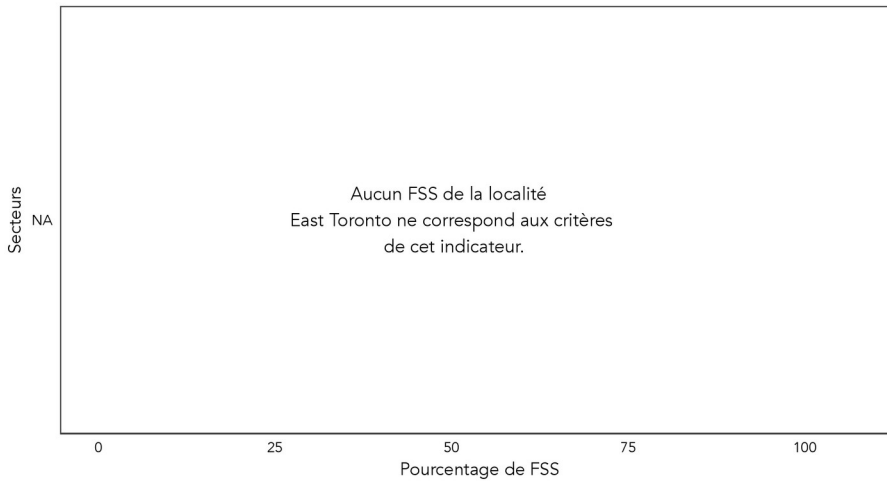 Aucun FSS de la localité
East Toronto ne correspond aux critères
de cet indicateur.
Secteurs
NA
0 25 50 75 100
Pourcentage de FSS